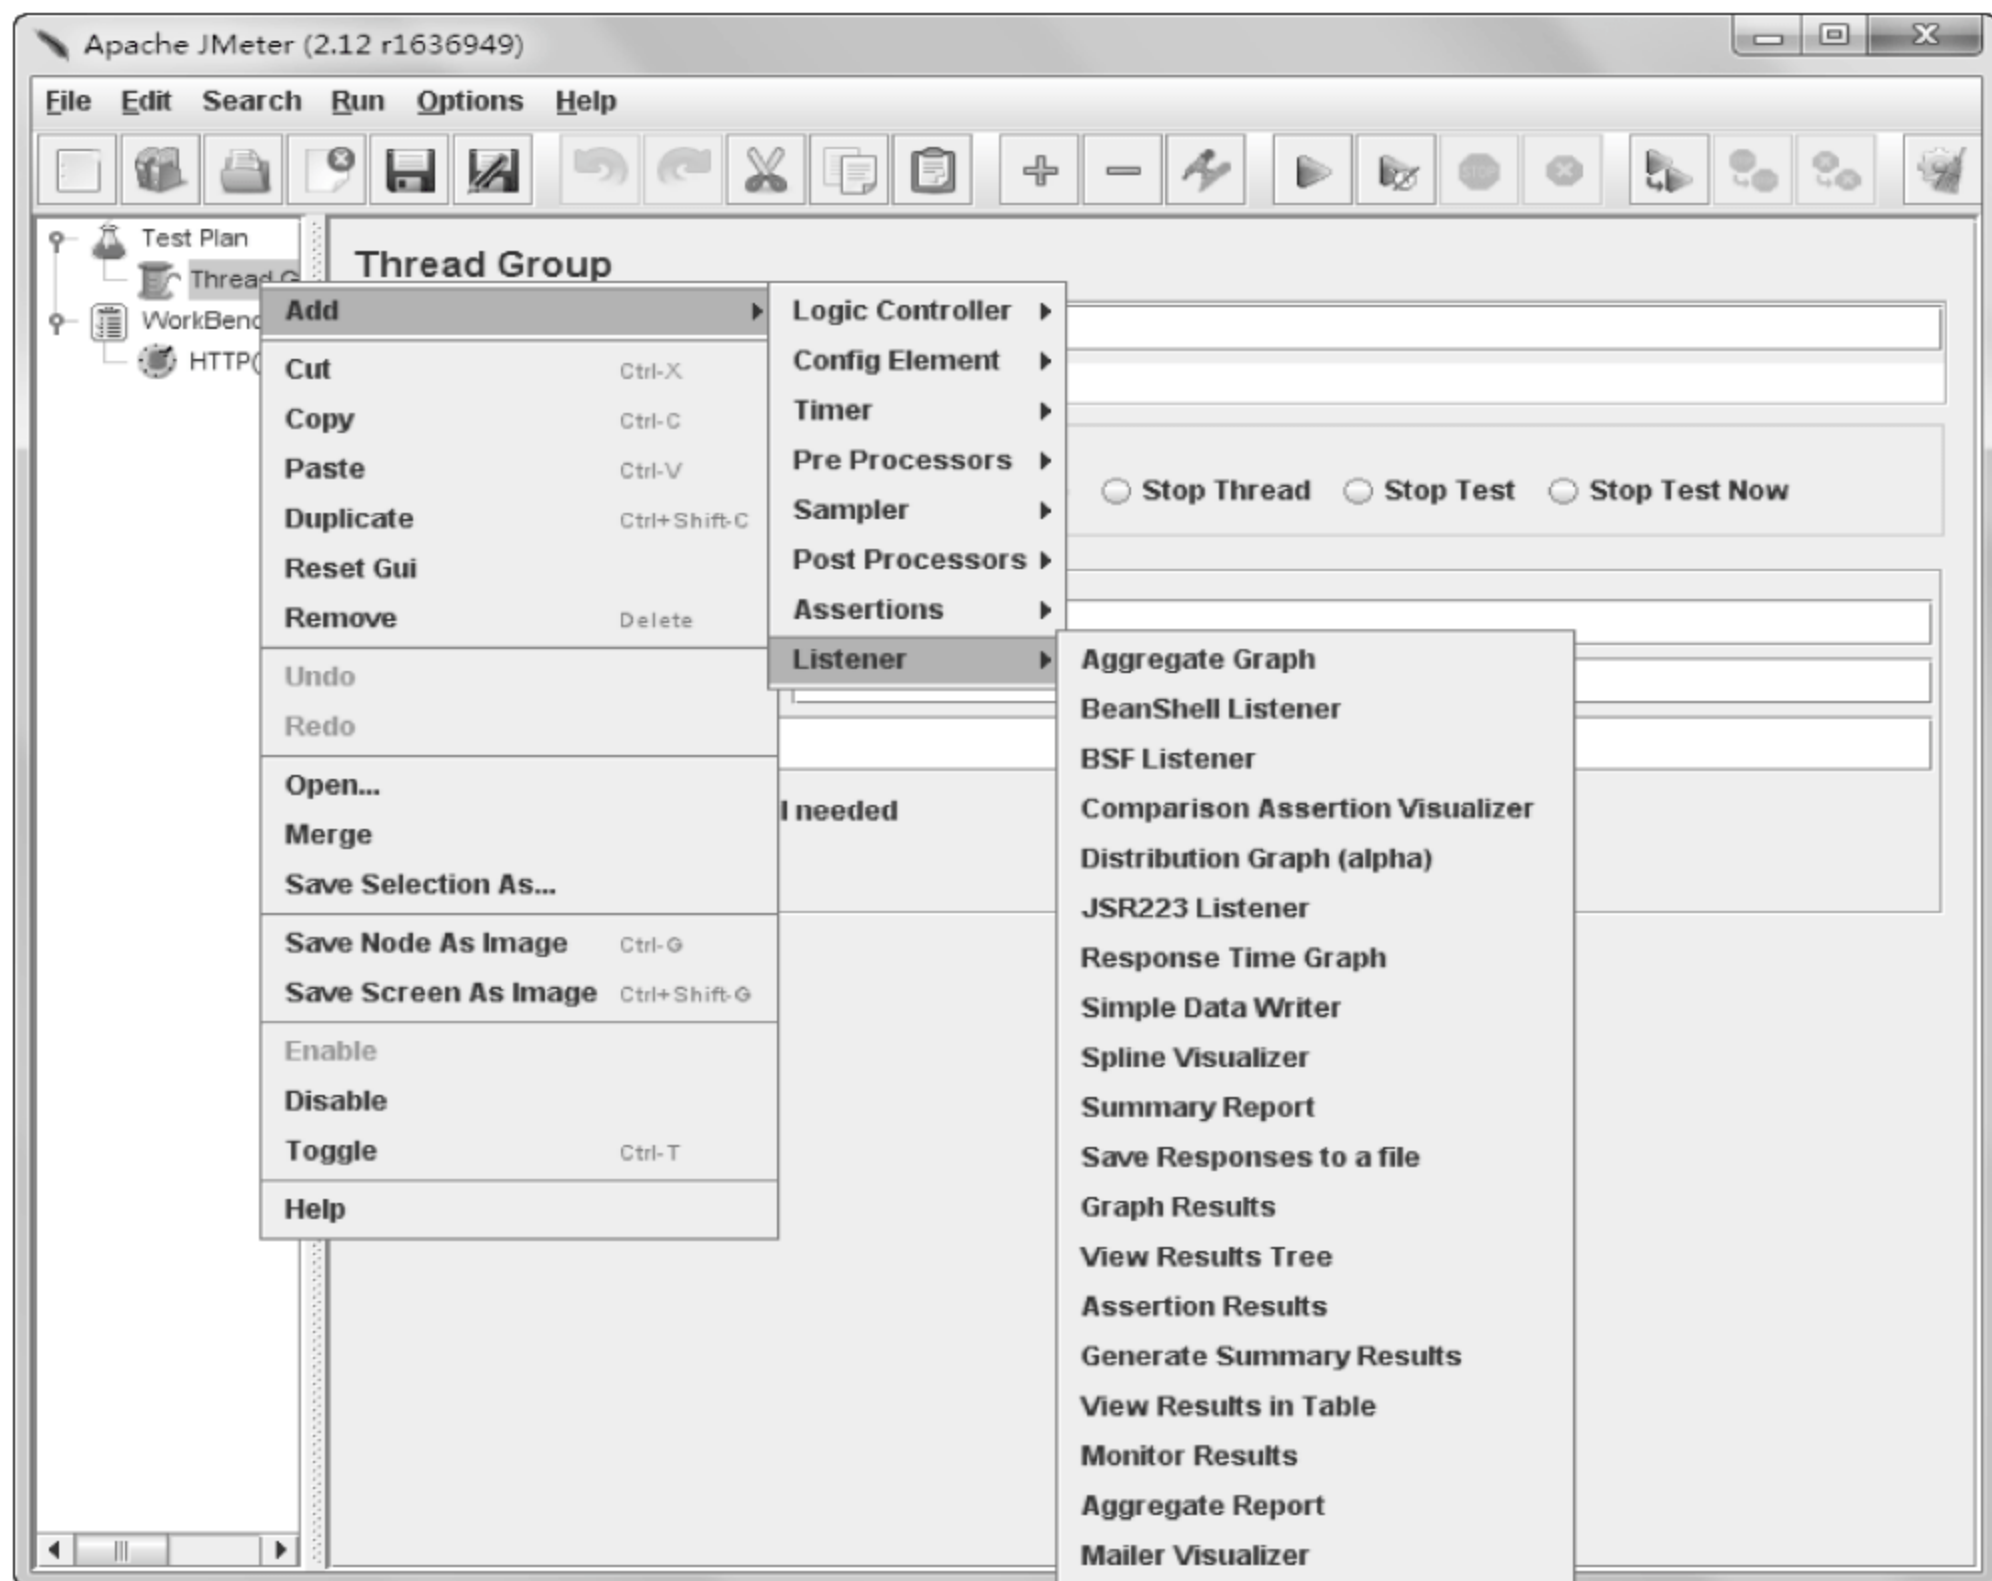 Apache JMeter (2.12 r1636949)
File Edit Search Run Options Help
STOP
Test Plan
Thread G
WorkBenc
HTTP(
Thread Group
Add
Cut Ctrl-X
Copy Ctrl-C
Paste Ctrl-V
Duplicate Ctrl+Shift-C
Reset Gui
Remove Delete
Undo
Redo
Open...
Merge
Save Selection As...
Save Node As Image Ctrl-G
Save Screen As Image Ctrl+Shift-G
Enable
Disable
Toggle Ctrl-T
Help
Logic Controller
Config Element
Timer
Pre Processors
Sampler
Post Processors
Assertions
Listener
Stop Thread Stop Test Stop Test Now
l needed
Aggregate Graph
BeanShell Listener
BSF Listener
Comparison Assertion Visualizer
Distribution Graph (alpha)
JSR223 Listener
Response Time Graph
Simple Data Writer
Spline Visualizer
Summary Report
Save Responses to a file
Graph Results
View Results Tree
Assertion Results
Generate Summary Results
View Results in Table
Monitor Results
Aggregate Report
Mailer Visualizer